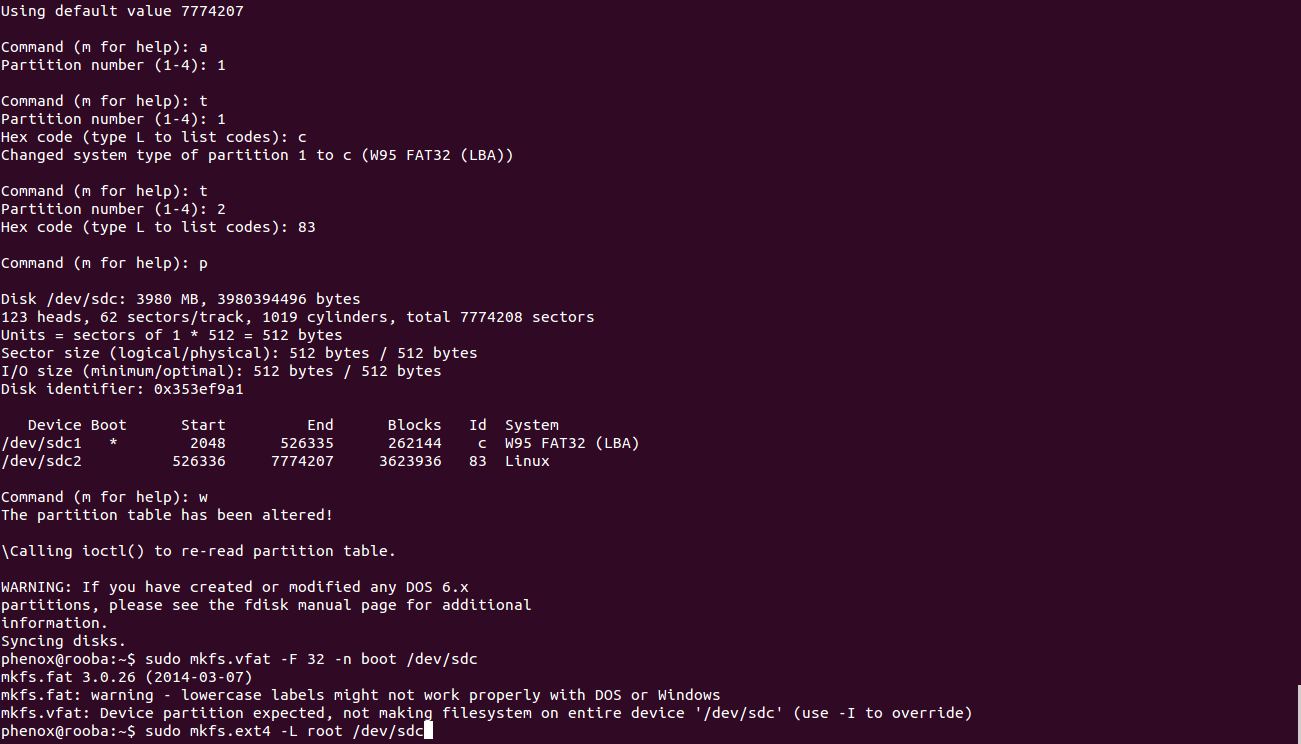 Using default value 7774207
Command (m for help): a
Partition number (1-4): 1
Command (m for help): t
Partition number (1-4): 1
Hex code (type L to list codes): c
Changed system type of partition 1 to c (W95 FAT32 (LBA))
Command (m for help): t
Partition number (1-4): 2
Hex code (type L to list codes): 83
Command (m for help): p
Disk /dev/sdc: 3980 MB, 3980394496 bytes
123 heads, 62 sectors/track, 1019 cylinders, total 7774208 sectors
Units = sectors of 1 * 512 = 512 bytes
Sector size (logical/physical): 512 bytes / 512 bytes
I/O size (minimum/optimal): 512 bytes / 512 bytes
Disk identifier: 0x353ef9a1
Device Boot      Start         End      Blocks   Id  System
/dev/sdc1   *        2048      526335      262144    c  W95 FAT32 (LBA)
/dev/sdc2          526336     7774207     3623936   83  Linux
Command (m for help): w
The partition table has been altered!
\Calling ioctl() to re-read partition table.
WARNING: If you have created or modified any DOS 6.x
partitions, please see the fdisk manual page for additional
information.
Syncing disks.
phenox@rooba:~$ sudo mkfs.vfat -F 32 -n boot /dev/sdc
mkfs.fat 3.0.26 (2014-03-07)
mkfs.fat: warning - lowercase labels might not work properly with DOS or Windows
mkfs.vfat: Device partition expected, not making filesystem on entire device '/dev/sdc' (use -I to override)
phenox@rooba:~$ sudo mkfs.ext4 -L root /dev/sdc